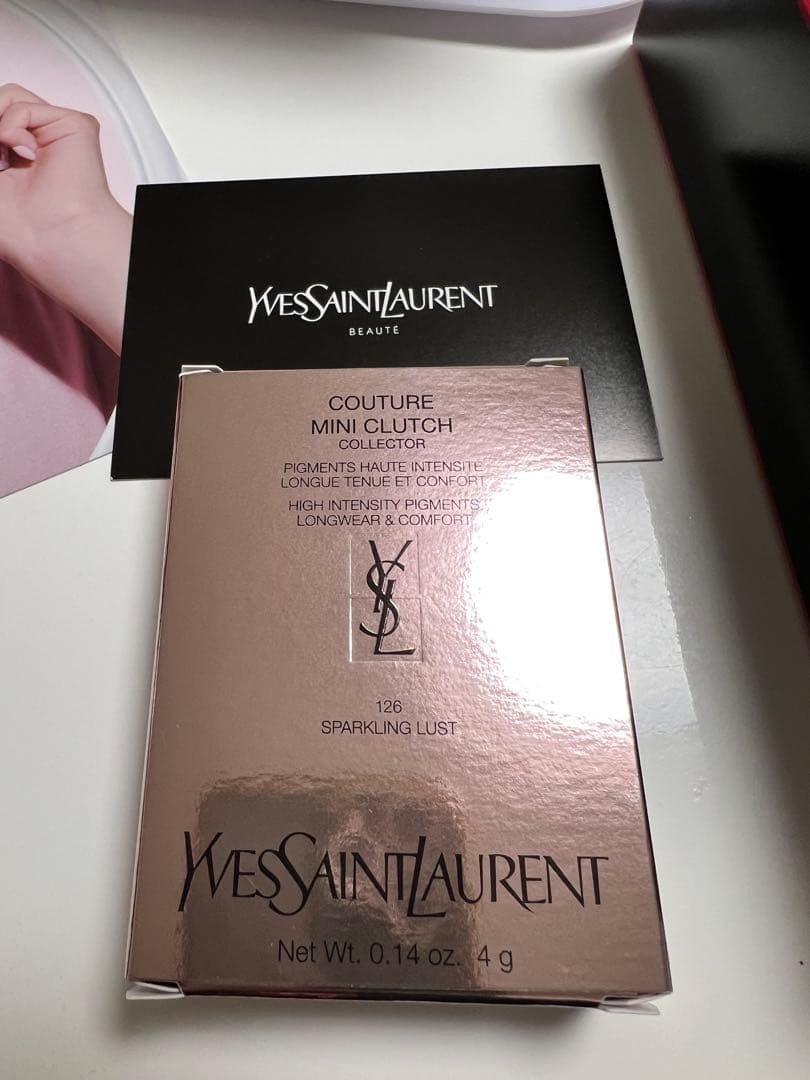 YVESSAINTLAURENT
BEAUTÉ
COUTURE
MINI CLUTCH
COLLECTOR
PIGMENTS HAUTE INTENSITÉ
LONGUE TENUE ET CONFORT
HIGH INTENSITY PIGMENTS
LONGWEAR & COMFORT
YSL
126
SPARKLING LUST
YVESSAINTLAURENT
Net Wt. 0.14 oz. 4 g